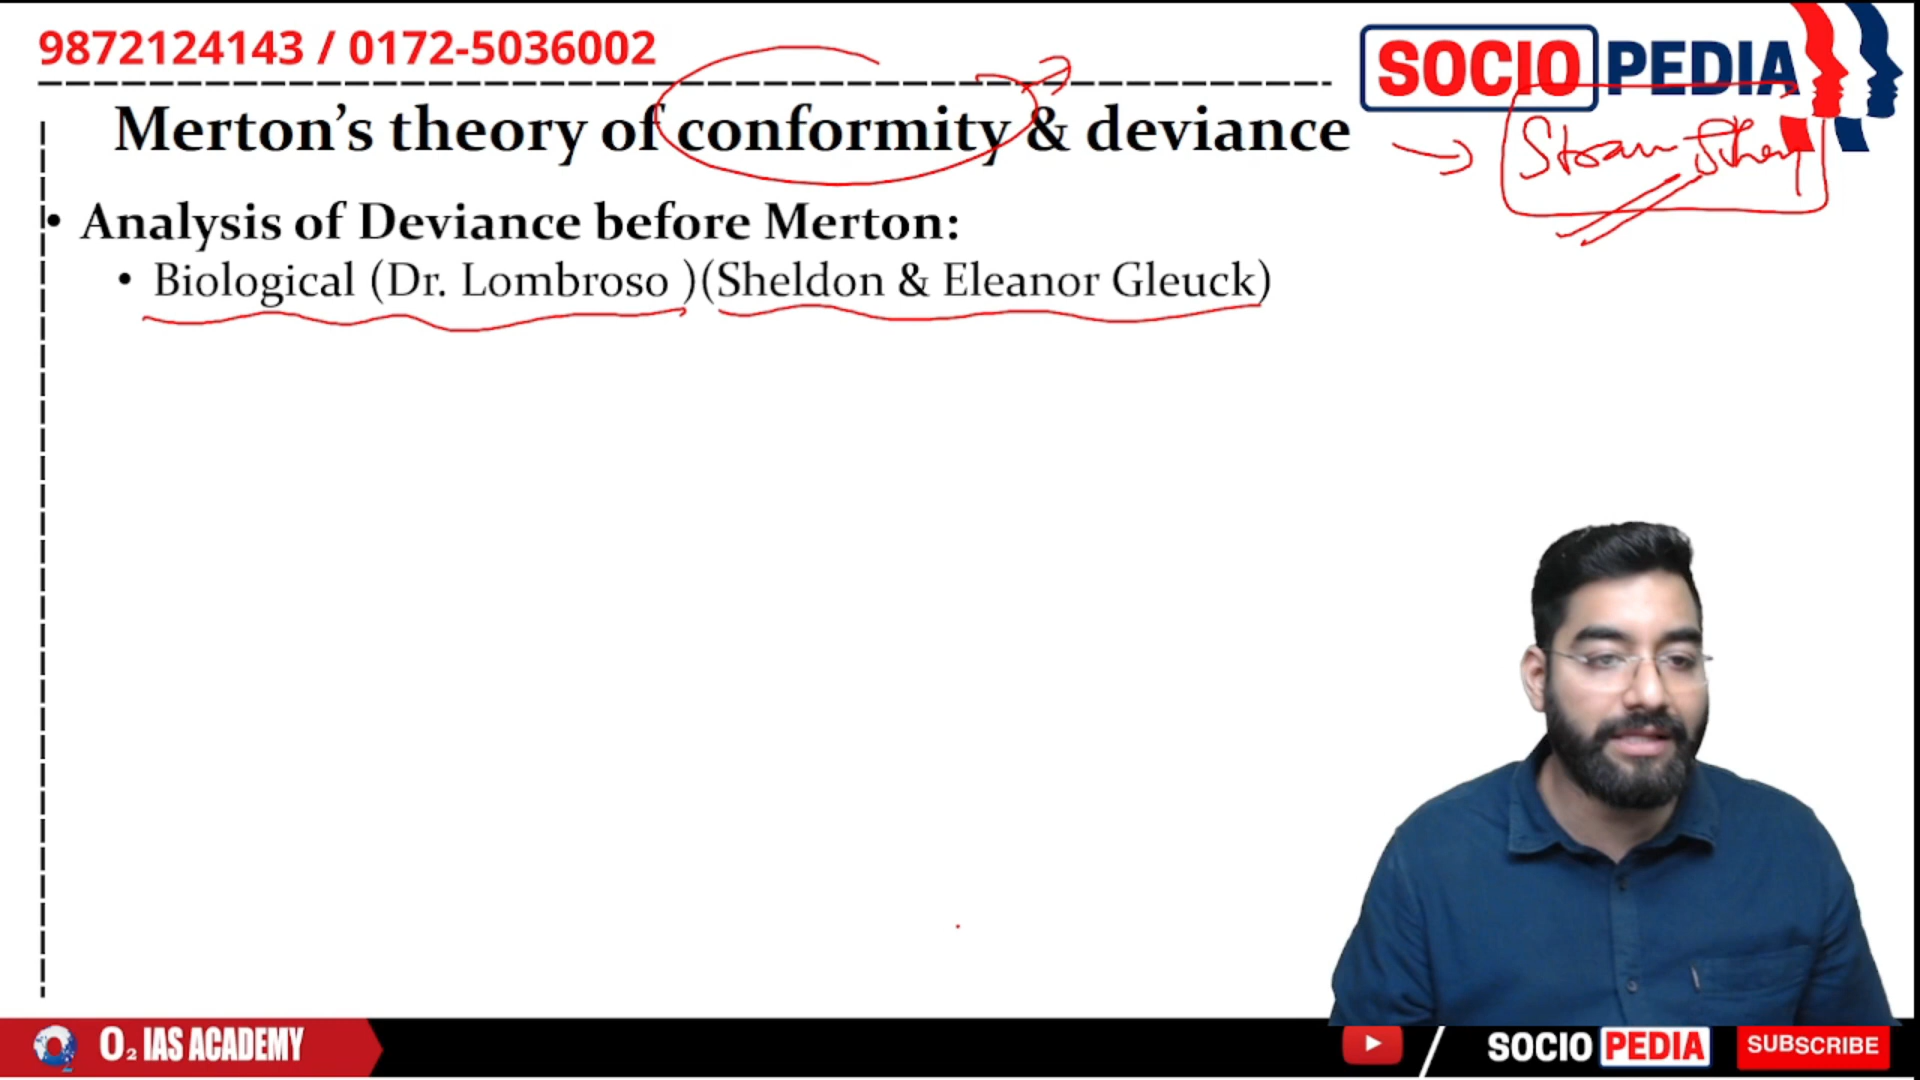 9872124143 / 0172-5036002
SOCIO PEDIA
Merton's theory of conformity & deviance
Strain Theory
• Analysis of Deviance before Merton:
• Biological (Dr. Lombroso )(Sheldon & Eleanor Gleuck)
O2 IAS ACADEMY
SOCIO PEDIA
SUBSCRIBE